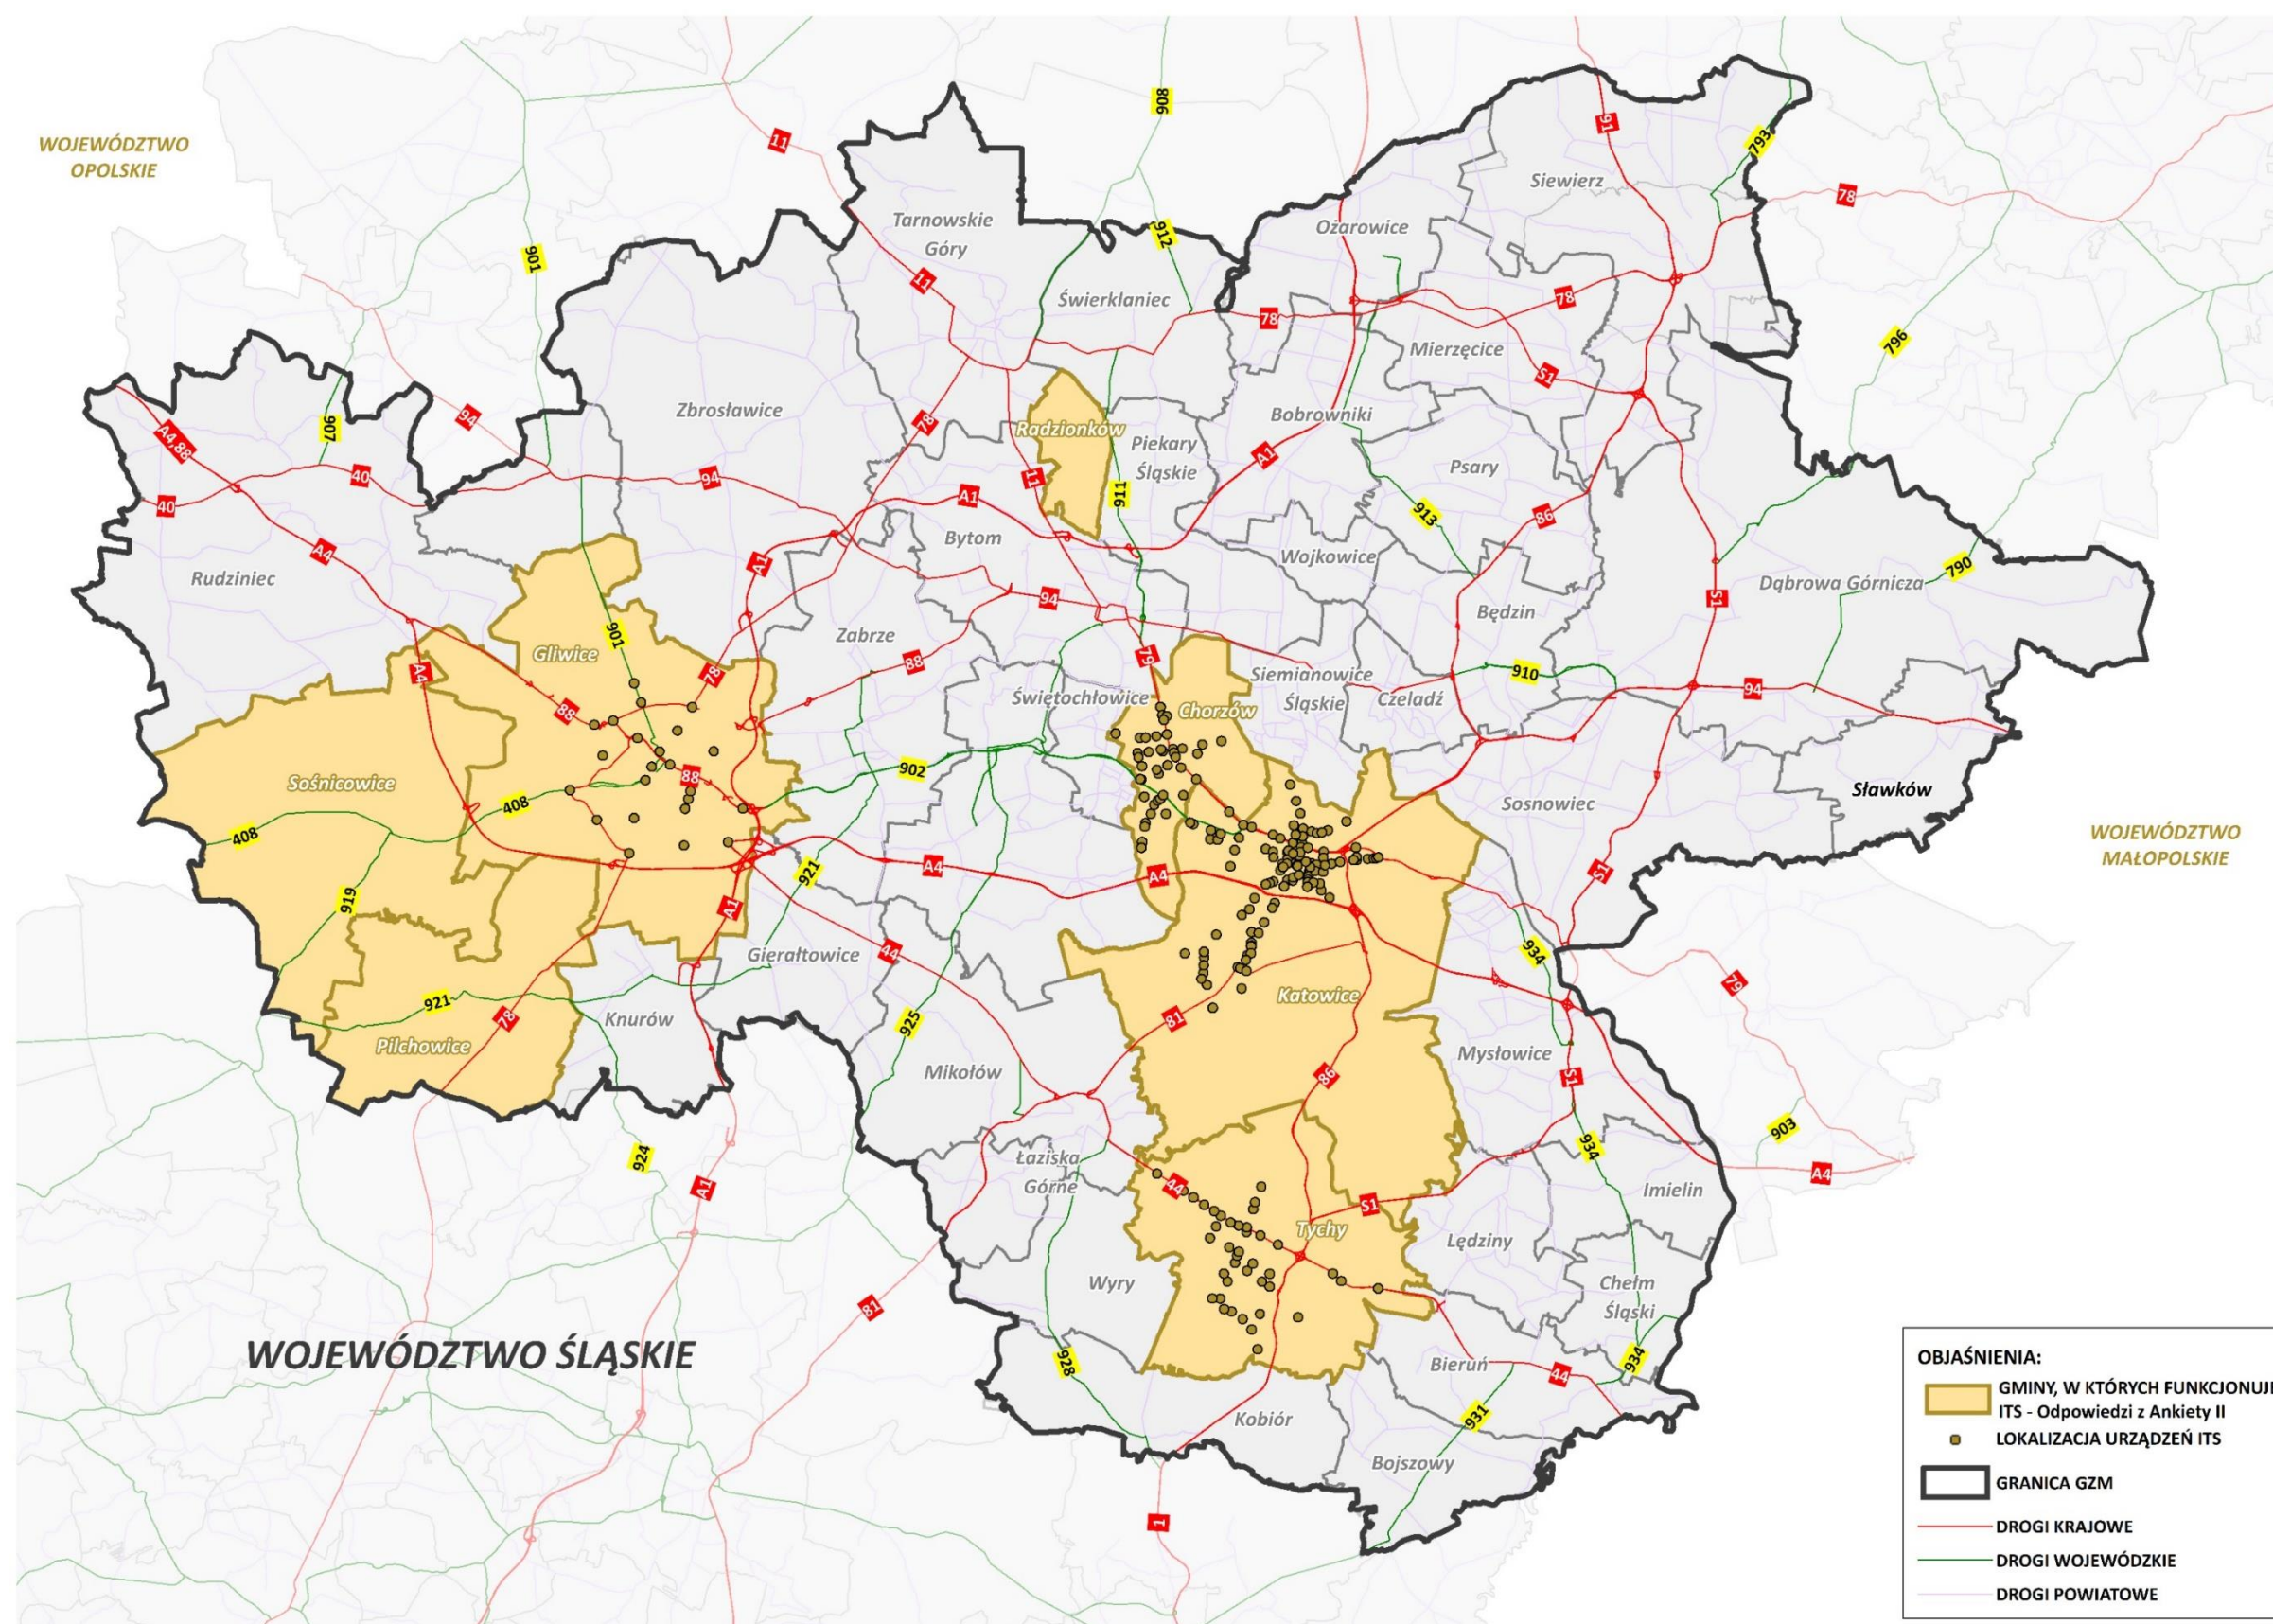 908
91
793
11
WOJEWÓDZTWO
OPOLSKIE
Siewierz
78
Tarnowskie
Góry
Ożarowice
912
901
11
Świerklaniec
78
78
Mierzęcice
796
S1
Zbrosławice
94
907
78
Radzionków
Bobrowniki
Piekary
Śląskie
A4,88
A1
Psary
40
94
11
40
A1
911
913
86
Bytom
A4
Wojkowice
A1
790
Rudziniec
Dąbrowa Górnicza
94
S1
Będzin
901
Zabrze
Gliwice
79
88
A4
78
Siemianowice
Śląskie
910
94
Świętochłowice
Czeladź
88
Chorzów
902
88
Sośnicowice
Sławków
408
Sosnowiec
408
WOJEWÓDZTWO
MAŁOPOLSKIE
A4
921
A4
S1
919
A1
44
Gierałtowice
934
79
Katowice
921
78
Knurów
925
81
Pilchowice
Mysłowice
Mikołów
86
S1
903
934
924
Łaziska
Górne
A4
A1
44
Imielin
S1
Tychy
Lędziny
Wyry
Chełm
Śląski
81
WOJEWÓDZTWO ŚLĄSKIE
928
Bieruń
934
44
Kobiór
931
Bojszowy
1
OBJAŚNIENIA:
GMINY, W KTÓRYCH FUNKCJONUJE
ITS - Odpowiedzi z Ankiety II
LOKALIZACJA URZĄDZEŃ ITS
GRANICA GZM
DROGI KRAJOWE
DROGI WOJEWÓDZKIE
DROGI POWIATOWE